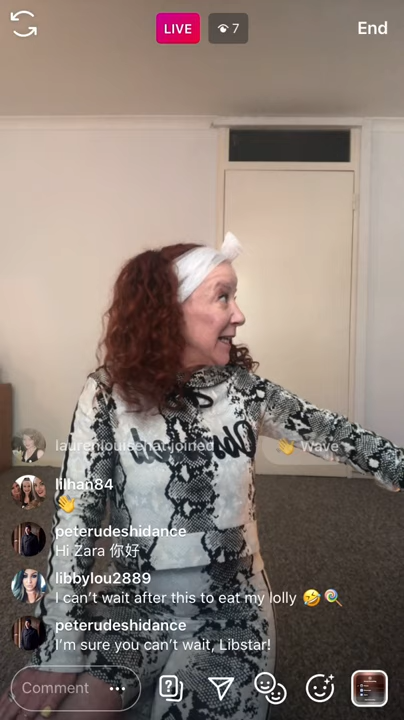 LIVE
7
End
laurenlouisehat joined
👋 Wave
lilhan84
👋
peterudeshidance
Hi Zara 你好
libbylou2889
I can't wait after this to eat my lolly 🤣🍭
peterudeshidance
I'm sure you can't wait, Libstar!
Comment